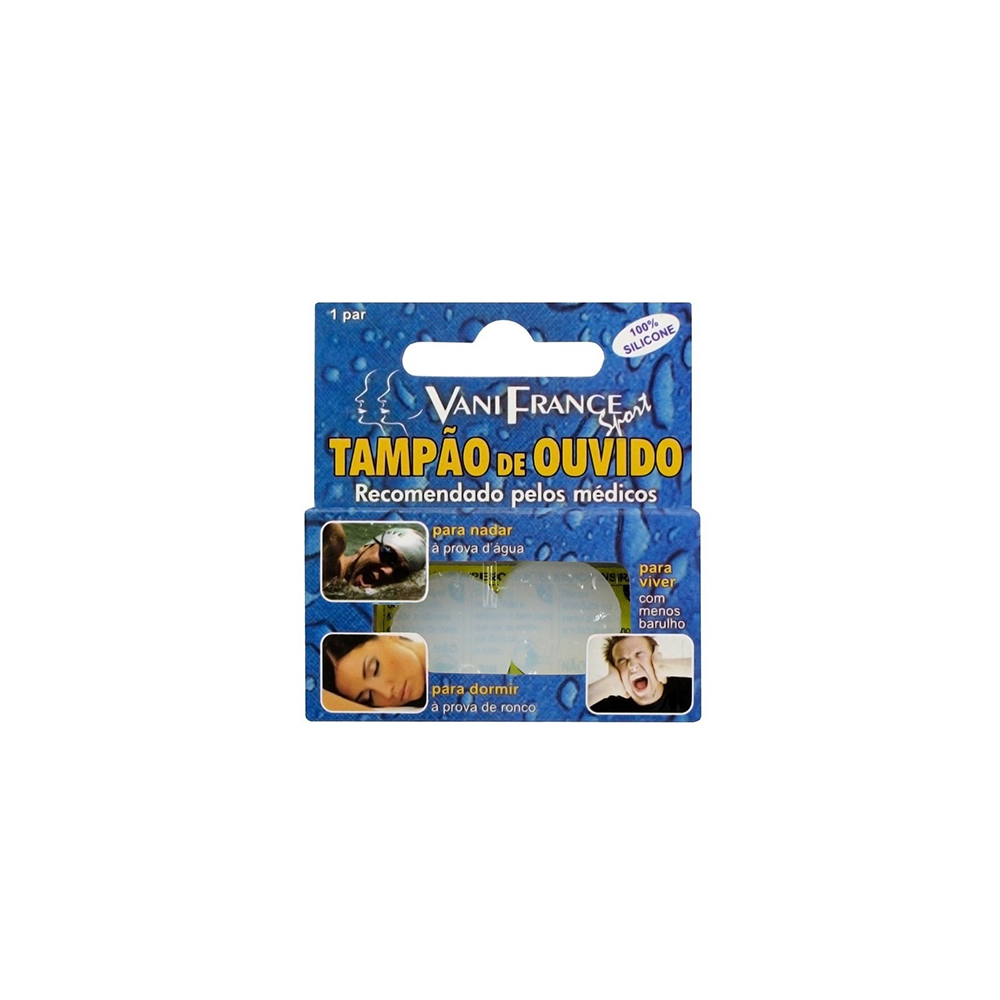 1 par
100%
SILICONE
VANI FRANCE
Sport
TAMPÃO DE OUVIDO
Recomendado pelos médicos
para nadar
à prova d'água
para
viver
com
menos
barulho
para dormir
à prova de ronco